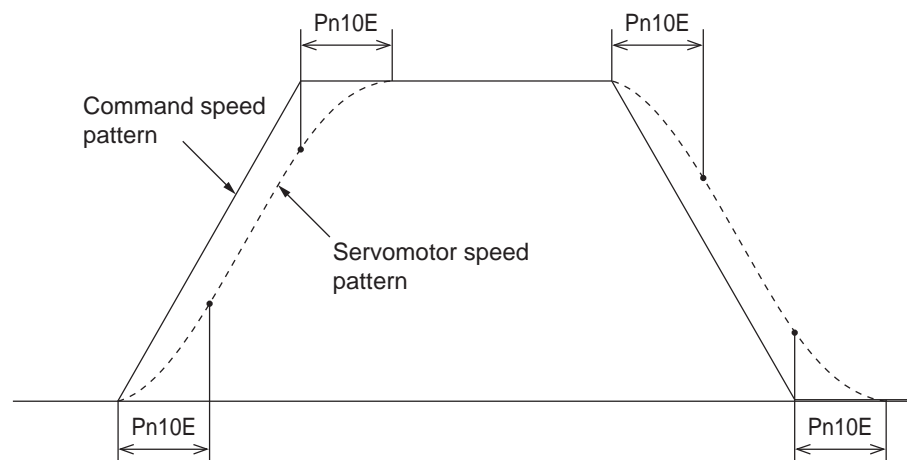 Pn10E
Pn10E
Command speed
pattern
Servomotor speed
pattern
Pn10E
Pn10E